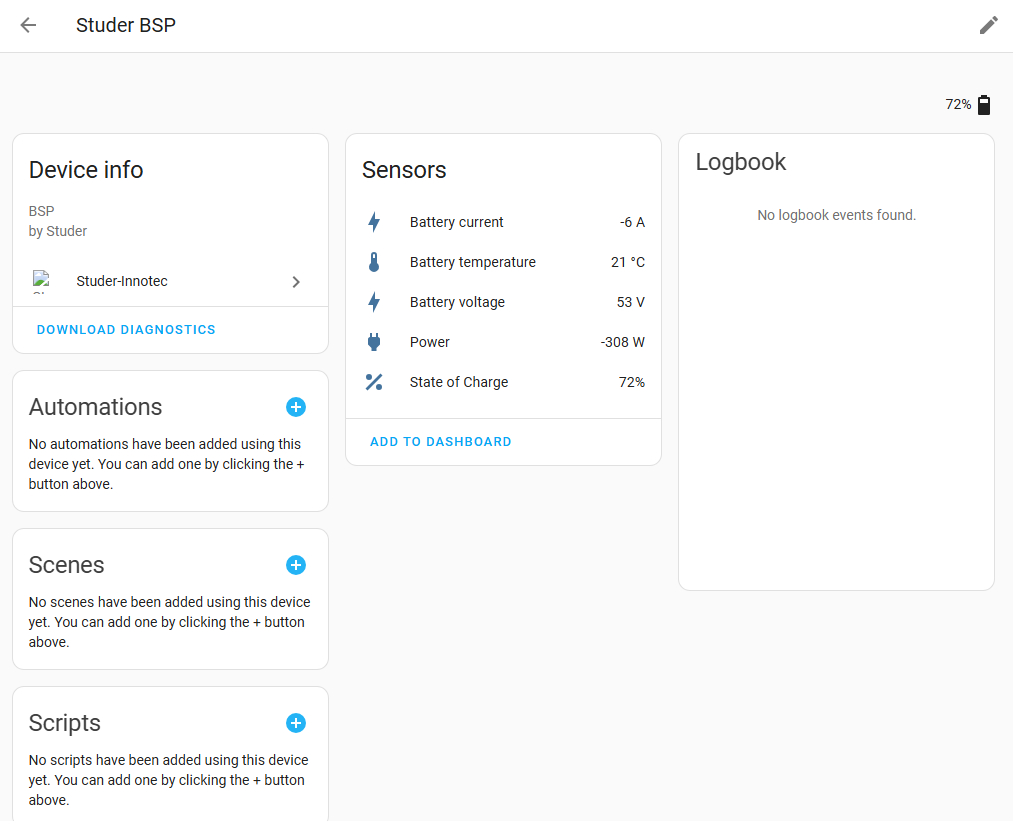 Studer BSP
72%
Device info
BSP
by Studer
Studer-Innotec
DOWNLOAD DIAGNOSTICS
Automations
No automations have been added using this
device yet. You can add one by clicking the +
button above.
Scenes
No scenes have been added using this device
yet. You can add one by clicking the + button
above.
Scripts
No scripts have been added using this device
yet. You can add one by clicking the + button
above.
Sensors
Battery current -6 A
Battery temperature 21 °C
Battery voltage 53 V
Power -308 W
State of Charge 72%
ADD TO DASHBOARD
Logbook
No logbook events found.